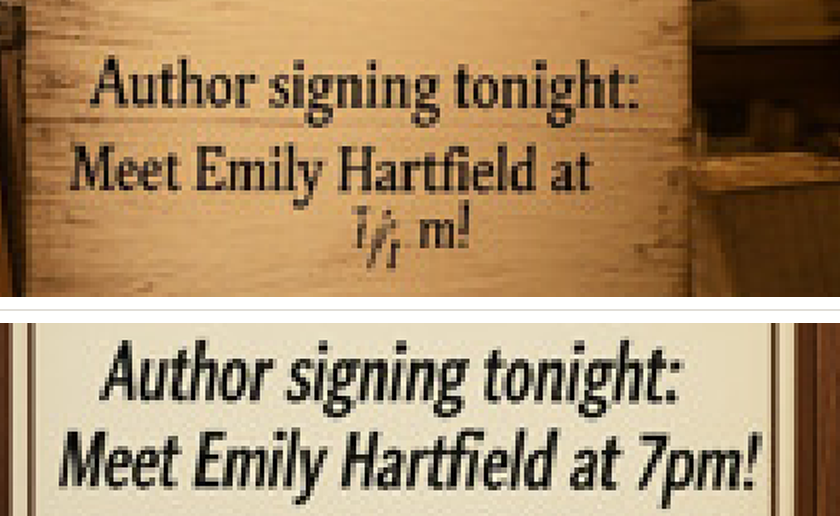 Author signing tonight:
Meet Emily Hartfield at
m!
Author signing tonight:
Meet Emily Hartfield at 7pm!